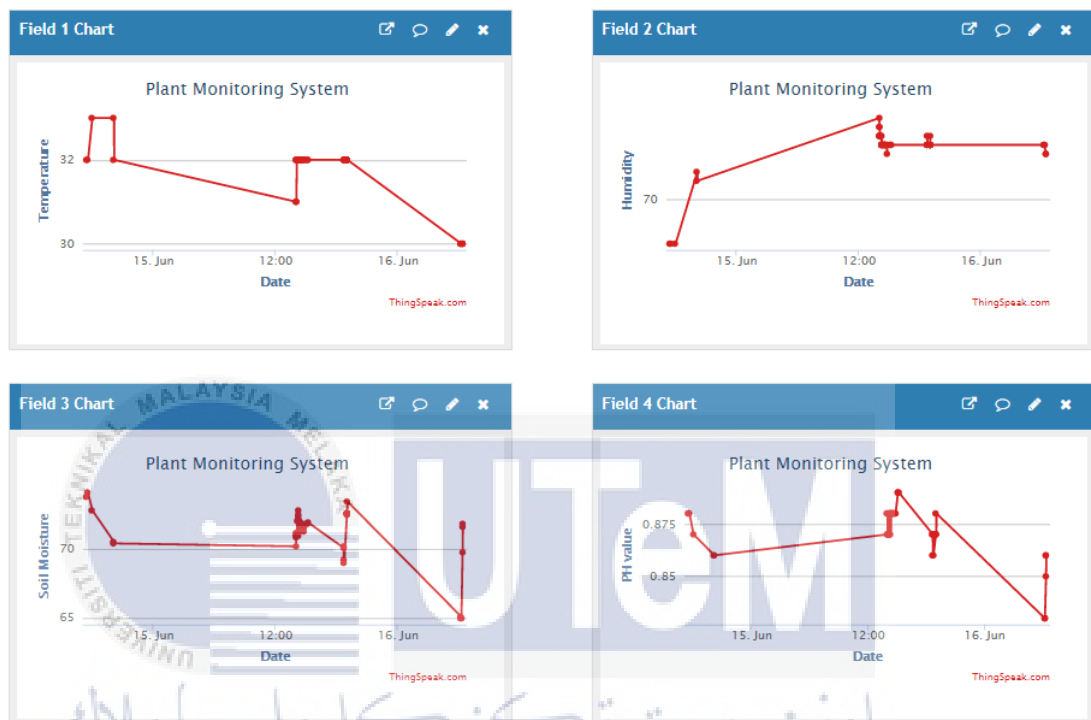 Field 1 Chart
Plant Monitoring System
Temperature
32
30
15. Jun 12:00 16. Jun
Date
ThingSpeak.com
Field 2 Chart
Plant Monitoring System
Humidity
70
15. Jun 12:00 16. Jun
Date
ThingSpeak.com
Field 3 Chart
Plant Monitoring System
Soil Moisture
70
65
15. Jun 12:00 16. Jun
Date
ThingSpeak.com
Field 4 Chart
Plant Monitoring System
PH value
0.875
0.85
15. Jun 12:00 16. Jun
Date
ThingSpeak.com
UNIVERSITI TEKNIKAL MALAYSIA MELAKA
UTeM